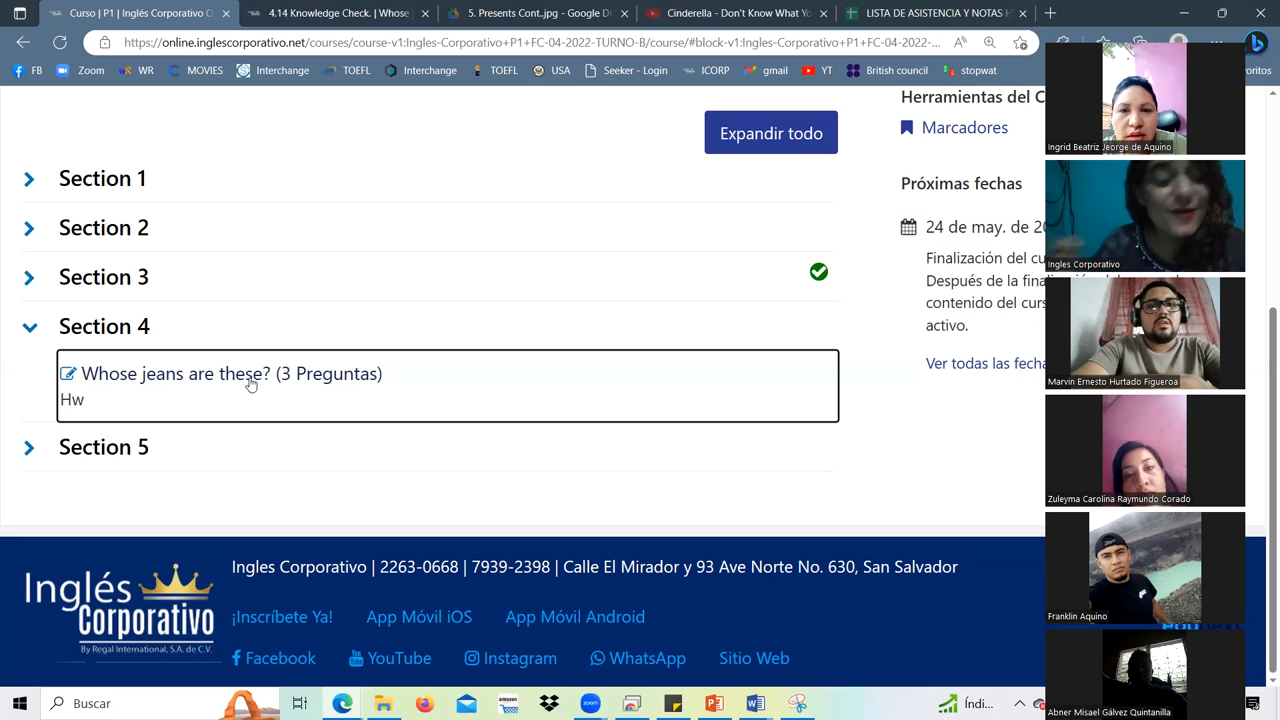 Curso | P1 | Ingles Corporativo O
4.14 Knowledge Check. | Whose j
5. Presents Cont.jpg - Google Dr
Cinderella - Don't Know What Yo
LISTA DE ASISTENCIA Y NOTAS H
https://online.inglescorporativo.net/courses/course-v1:Ingles-Corporativo+P1+FC-04-2022-TURNO-B/course/#block-v1:Ingles-Corporativo+P1+FC-04-2022-...
FB
Zoom
WR
MOVIES
Interchange
TOEFL
Interchange
TOEFL
USA
Seeker - Login
ICORP
gmail
YT
British council
stopwat
oritos
Expandir todo
Section 1
Section 2
Section 3
Section 4
Whose jeans are these? (3 Preguntas)
Hw
Section 5
Herramientas del C
Marcadores
Próximas fechas
24 de may. de 20
Finalización del cu
Después de la fina
contenido del curs
activo.
Ver todas las fecha
Ingrid Beatriz Jeorge de Aquino
Ingles Corporativo
Marvin Ernesto Hurtado Figueroa
Zuleyma Carolina Raymundo Corado
Franklin Aquino
Abner Misael Gálvez Quintanilla
Inglés
Corporativo
By Regal International, S.A. de C.V.
Ingles Corporativo | 2263-0668 | 7939-2398 | Calle El Mirador y 93 Ave Norte No. 630, San Salvador
¡Inscríbete Ya!
App Móvil iOS
App Móvil Android
Facebook
YouTube
Instagram
WhatsApp
Sitio Web
Buscar
amazon
zoom
Índi...